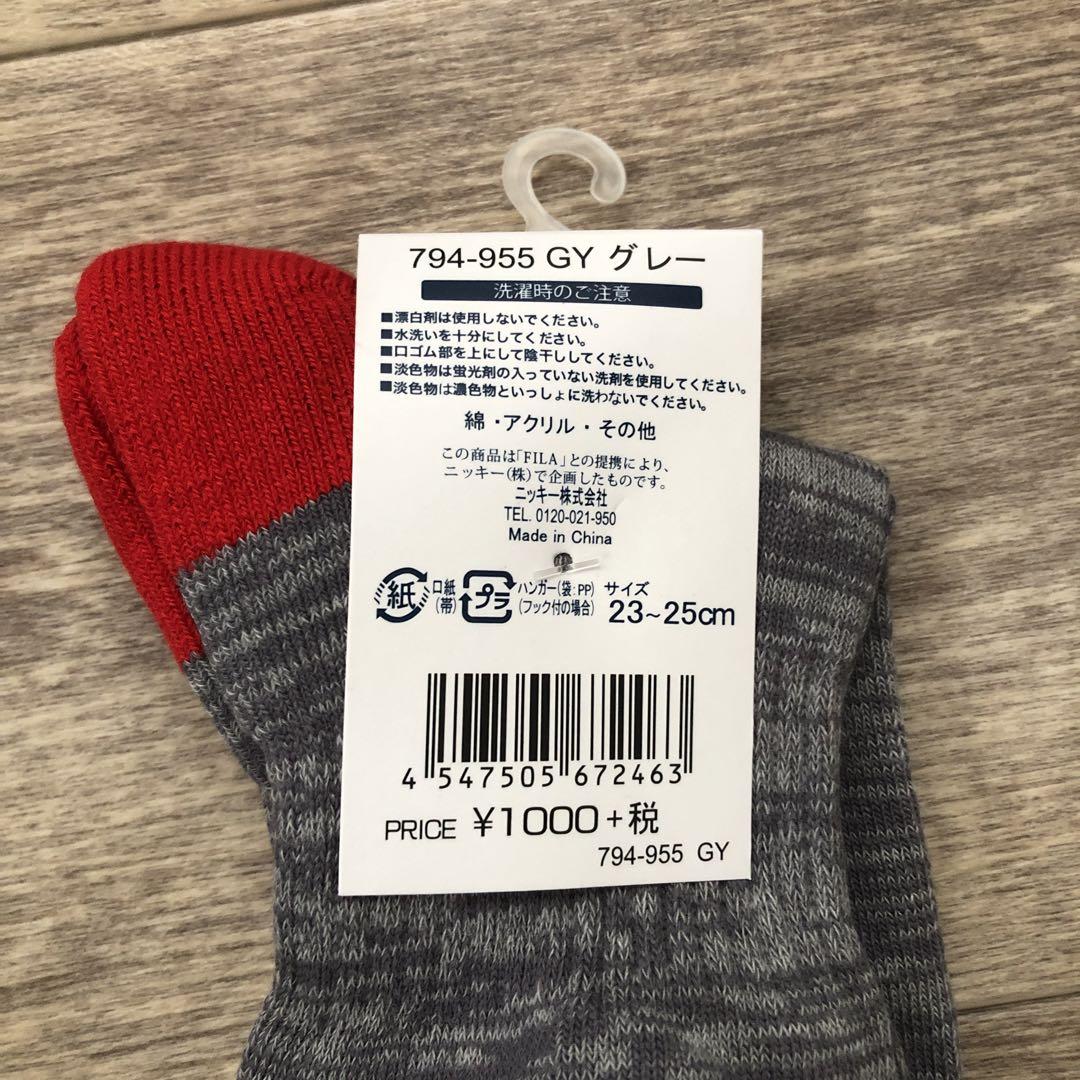 794-955 GY グレー
洗濯時のご注意
■漂白剤は使用しないでください。
■水洗いを十分にしてください。
■口ゴム部を上にして陰干ししてください。
■淡色物は蛍光剤の入っていない洗剤を使用してください。
■淡色物は濃色物といっしょに洗わないでください。
綿・アクリル・その他
この商品は「FILA」との提携により、
ニッキー(株)で企画したものです。
ニッキー株式会社
TEL. 0120-021-950
Made in China
紙 口紙 プラ ハンガー(袋:PP) サイズ
(帯) (フック付の場合) 23~25cm
4 547505 672463
PRICE ¥1000+税
794-955 GY